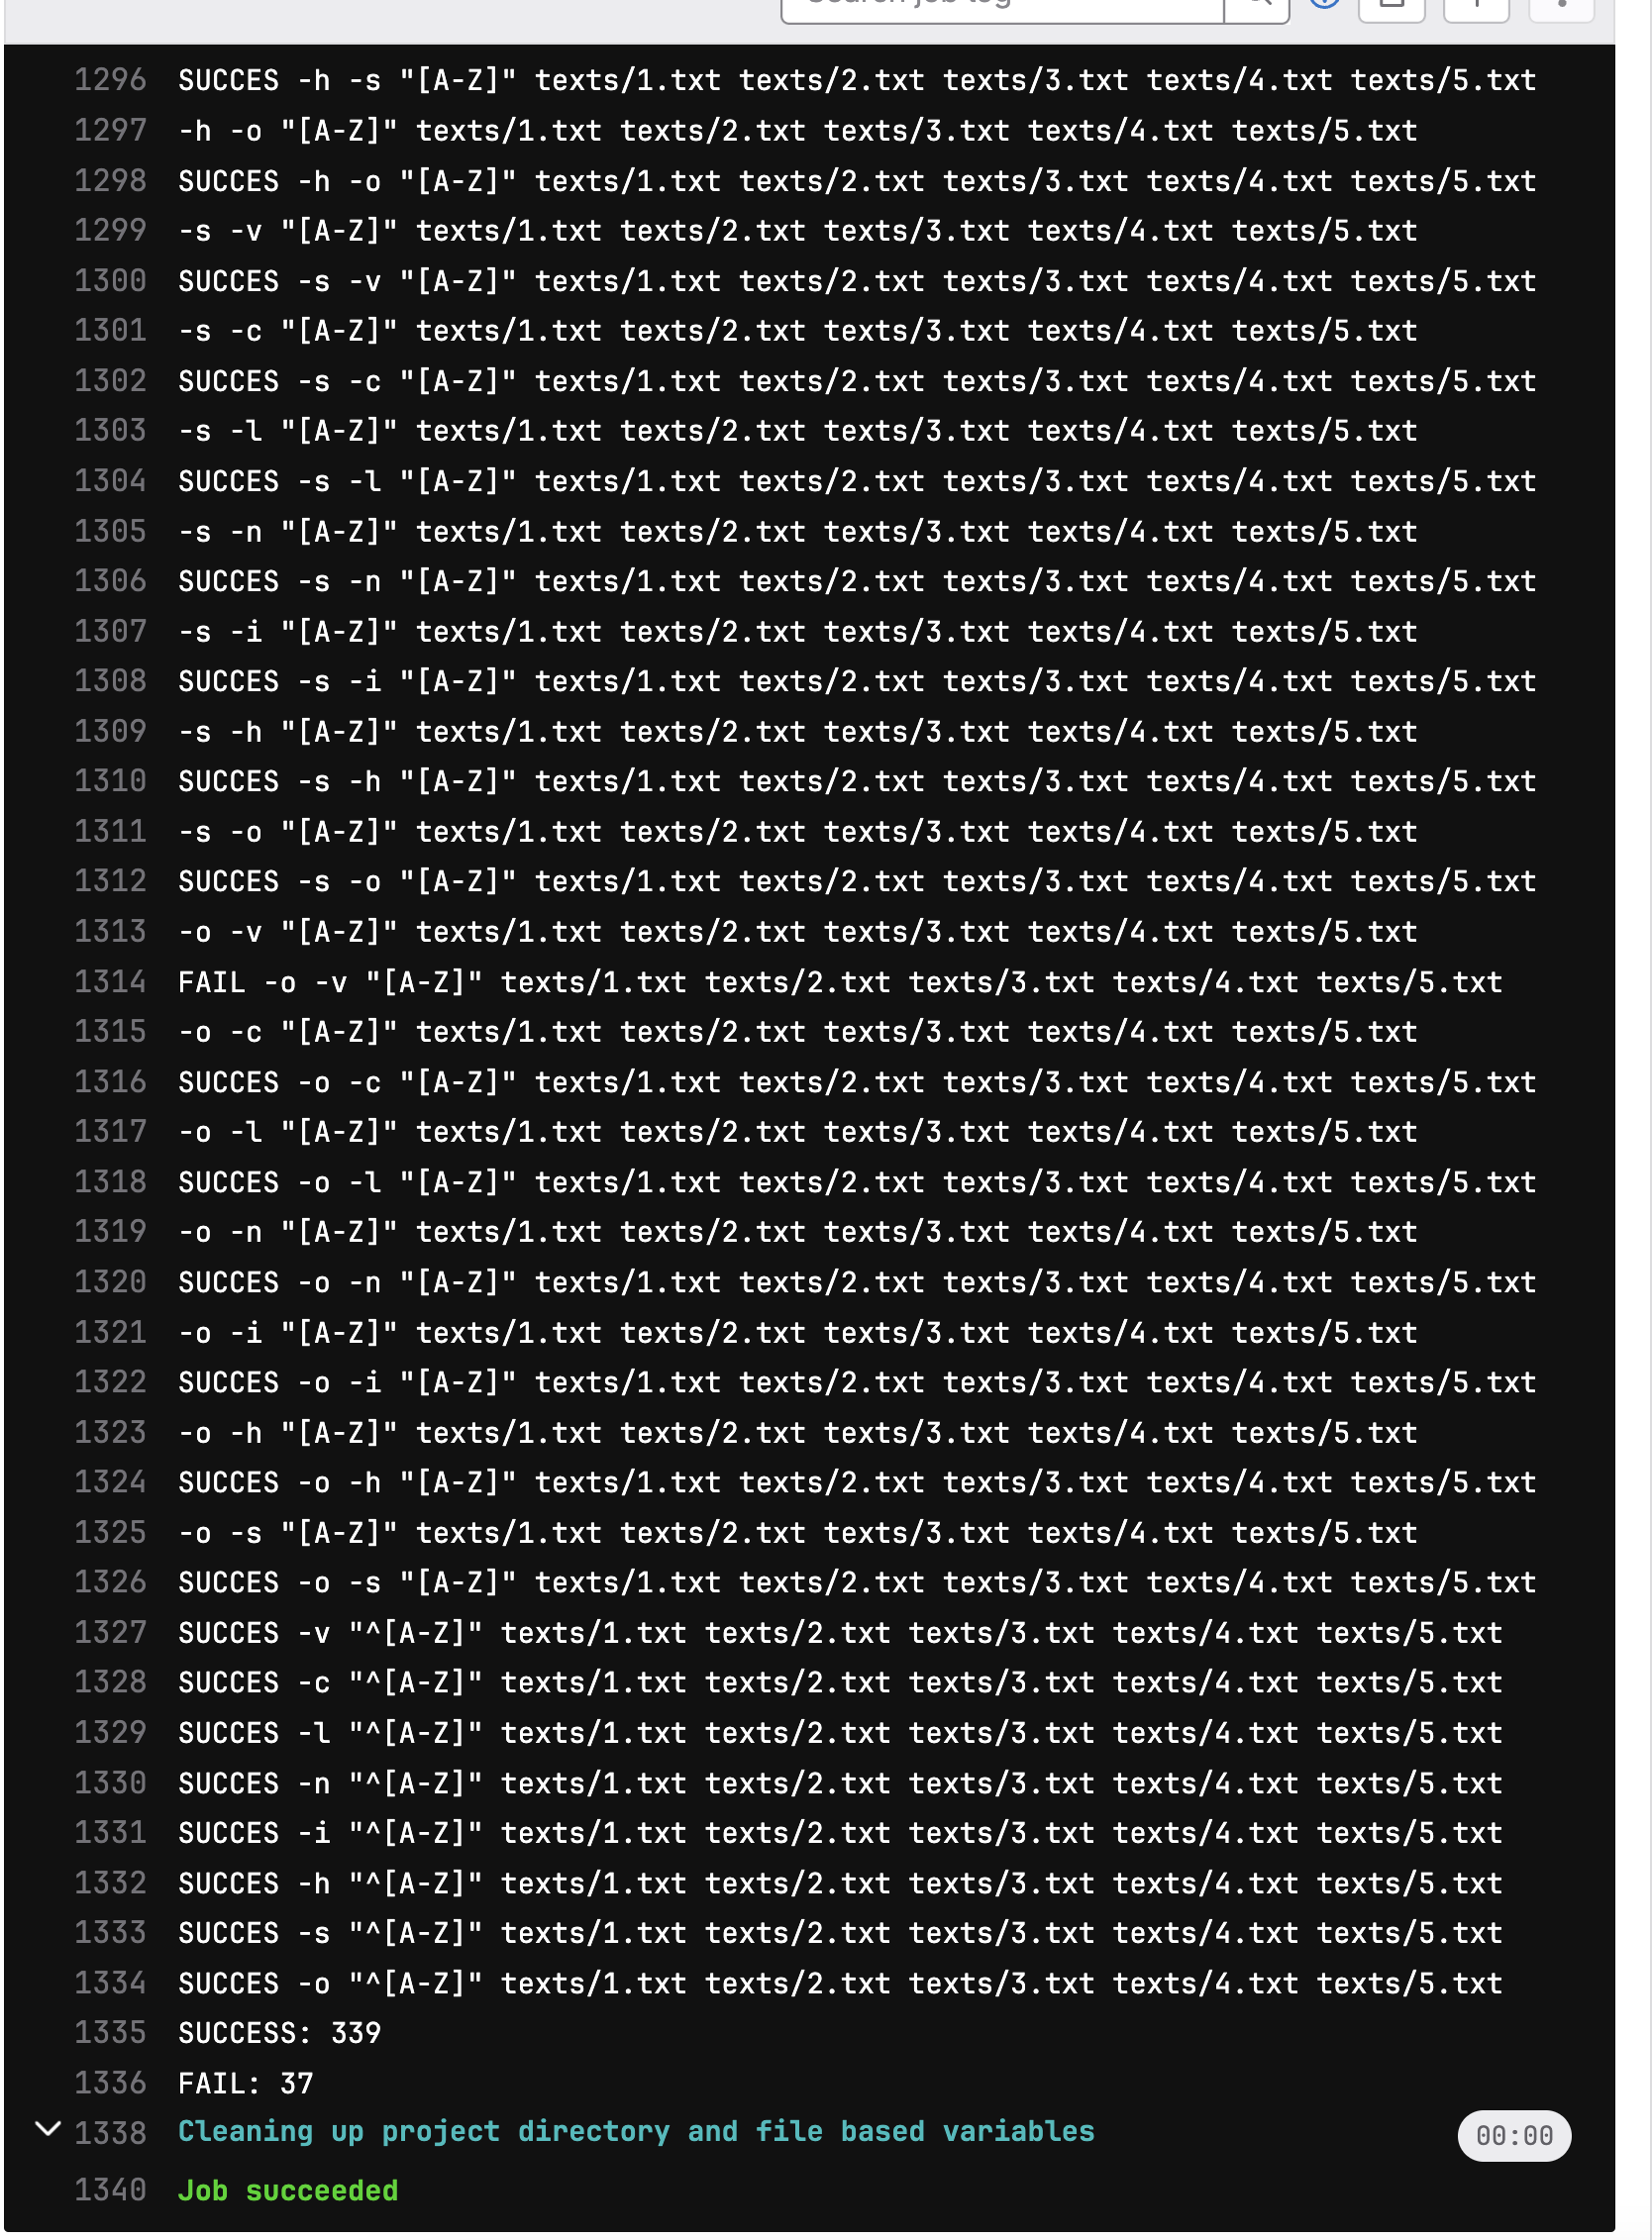 Search job log
1296 SUCCES -h -s "[A-Z]" texts/1.txt texts/2.txt texts/3.txt texts/4.txt texts/5.txt
1297 -h -o "[A-Z]" texts/1.txt texts/2.txt texts/3.txt texts/4.txt texts/5.txt
1298 SUCCES -h -o "[A-Z]" texts/1.txt texts/2.txt texts/3.txt texts/4.txt texts/5.txt
1299 -s -v "[A-Z]" texts/1.txt texts/2.txt texts/3.txt texts/4.txt texts/5.txt
1300 SUCCES -s -v "[A-Z]" texts/1.txt texts/2.txt texts/3.txt texts/4.txt texts/5.txt
1301 -s -c "[A-Z]" texts/1.txt texts/2.txt texts/3.txt texts/4.txt texts/5.txt
1302 SUCCES -s -c "[A-Z]" texts/1.txt texts/2.txt texts/3.txt texts/4.txt texts/5.txt
1303 -s -l "[A-Z]" texts/1.txt texts/2.txt texts/3.txt texts/4.txt texts/5.txt
1304 SUCCES -s -l "[A-Z]" texts/1.txt texts/2.txt texts/3.txt texts/4.txt texts/5.txt
1305 -s -n "[A-Z]" texts/1.txt texts/2.txt texts/3.txt texts/4.txt texts/5.txt
1306 SUCCES -s -n "[A-Z]" texts/1.txt texts/2.txt texts/3.txt texts/4.txt texts/5.txt
1307 -s -i "[A-Z]" texts/1.txt texts/2.txt texts/3.txt texts/4.txt texts/5.txt
1308 SUCCES -s -i "[A-Z]" texts/1.txt texts/2.txt texts/3.txt texts/4.txt texts/5.txt
1309 -s -h "[A-Z]" texts/1.txt texts/2.txt texts/3.txt texts/4.txt texts/5.txt
1310 SUCCES -s -h "[A-Z]" texts/1.txt texts/2.txt texts/3.txt texts/4.txt texts/5.txt
1311 -s -o "[A-Z]" texts/1.txt texts/2.txt texts/3.txt texts/4.txt texts/5.txt
1312 SUCCES -s -o "[A-Z]" texts/1.txt texts/2.txt texts/3.txt texts/4.txt texts/5.txt
1313 -o -v "[A-Z]" texts/1.txt texts/2.txt texts/3.txt texts/4.txt texts/5.txt
1314 FAIL -o -v "[A-Z]" texts/1.txt texts/2.txt texts/3.txt texts/4.txt texts/5.txt
1315 -o -c "[A-Z]" texts/1.txt texts/2.txt texts/3.txt texts/4.txt texts/5.txt
1316 SUCCES -o -c "[A-Z]" texts/1.txt texts/2.txt texts/3.txt texts/4.txt texts/5.txt
1317 -o -l "[A-Z]" texts/1.txt texts/2.txt texts/3.txt texts/4.txt texts/5.txt
1318 SUCCES -o -l "[A-Z]" texts/1.txt texts/2.txt texts/3.txt texts/4.txt texts/5.txt
1319 -o -n "[A-Z]" texts/1.txt texts/2.txt texts/3.txt texts/4.txt texts/5.txt
1320 SUCCES -o -n "[A-Z]" texts/1.txt texts/2.txt texts/3.txt texts/4.txt texts/5.txt
1321 -o -i "[A-Z]" texts/1.txt texts/2.txt texts/3.txt texts/4.txt texts/5.txt
1322 SUCCES -o -i "[A-Z]" texts/1.txt texts/2.txt texts/3.txt texts/4.txt texts/5.txt
1323 -o -h "[A-Z]" texts/1.txt texts/2.txt texts/3.txt texts/4.txt texts/5.txt
1324 SUCCES -o -h "[A-Z]" texts/1.txt texts/2.txt texts/3.txt texts/4.txt texts/5.txt
1325 -o -s "[A-Z]" texts/1.txt texts/2.txt texts/3.txt texts/4.txt texts/5.txt
1326 SUCCES -o -s "[A-Z]" texts/1.txt texts/2.txt texts/3.txt texts/4.txt texts/5.txt
1327 SUCCES -v "^[A-Z]" texts/1.txt texts/2.txt texts/3.txt texts/4.txt texts/5.txt
1328 SUCCES -c "^[A-Z]" texts/1.txt texts/2.txt texts/3.txt texts/4.txt texts/5.txt
1329 SUCCES -l "^[A-Z]" texts/1.txt texts/2.txt texts/3.txt texts/4.txt texts/5.txt
1330 SUCCES -n "^[A-Z]" texts/1.txt texts/2.txt texts/3.txt texts/4.txt texts/5.txt
1331 SUCCES -i "^[A-Z]" texts/1.txt texts/2.txt texts/3.txt texts/4.txt texts/5.txt
1332 SUCCES -h "^[A-Z]" texts/1.txt texts/2.txt texts/3.txt texts/4.txt texts/5.txt
1333 SUCCES -s "^[A-Z]" texts/1.txt texts/2.txt texts/3.txt texts/4.txt texts/5.txt
1334 SUCCES -o "^[A-Z]" texts/1.txt texts/2.txt texts/3.txt texts/4.txt texts/5.txt
1335 SUCCESS: 339
1336 FAIL: 37
1338 Cleaning up project directory and file based variables 00:00
1340 Job succeeded